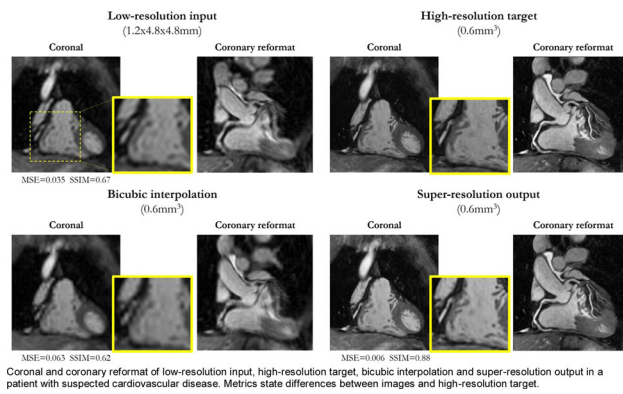 Low-resolution input
(1.2x4.8x4.8mm)
Coronal Coronary reformat
MSE=0.035 SSIM=0.67
High-resolution target
(0.6mm³)
Coronal Coronary reformat
Bicubic interpolation
(0.6mm³)
Coronal Coronary reformat
MSE=0.063 SSIM=0.62
Super-resolution output
(0.6mm³)
Coronal Coronary reformat
MSE=0.006 SSIM=0.88
Coronal and coronary reformat of low-resolution input, high-resolution target, bicubic interpolation and super-resolution output in a
patient with suspected cardiovascular disease. Metrics state differences between images and high-resolution target.